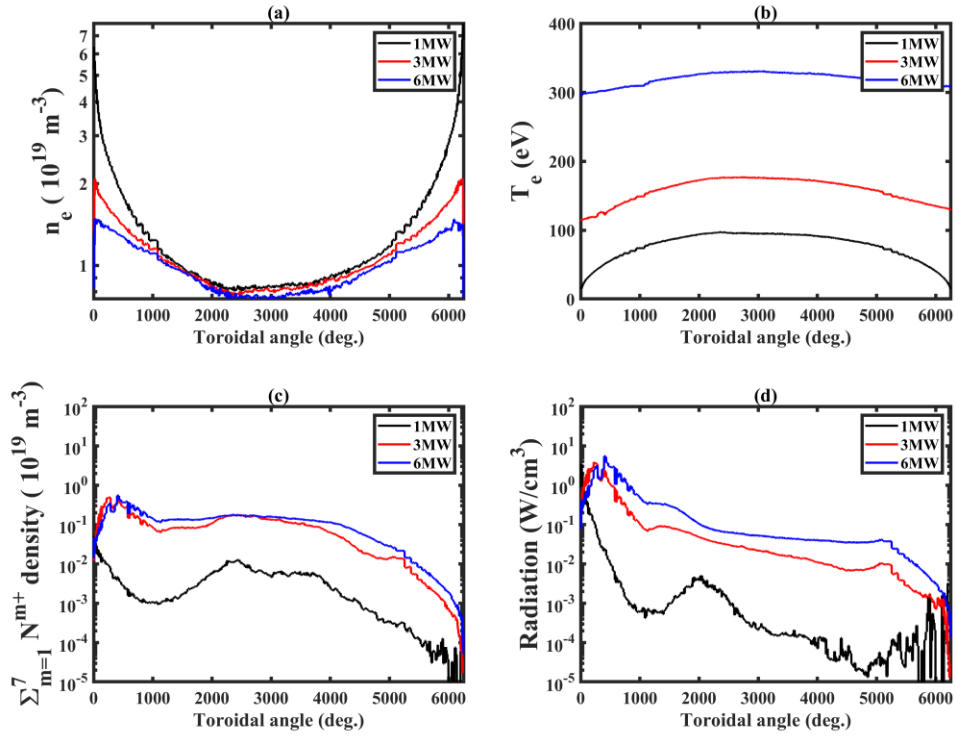 (a)
n_e ( 10^19 m^-3)
7
6
5
4
3
2
1
1MW
3MW
6MW
0 1000 2000 3000 4000 5000 6000
Toroidal angle (deg.)
(b)
T_e (eV)
400
300
200
100
0
1MW
3MW
6MW
0 1000 2000 3000 4000 5000 6000
Toroidal angle (deg.)
(c)
Σ^7_m=1 N^m+ density ( 10^19 m^-3)
10^2
10^1
10^0
10^-1
10^-2
10^-3
10^-4
10^-5
1MW
3MW
6MW
0 1000 2000 3000 4000 5000 6000
Toroidal angle (deg.)
(d)
Radiation (W/cm^3)
10^2
10^1
10^0
10^-1
10^-2
10^-3
10^-4
10^-5
1MW
3MW
6MW
0 1000 2000 3000 4000 5000 6000
Toroidal angle (deg.)